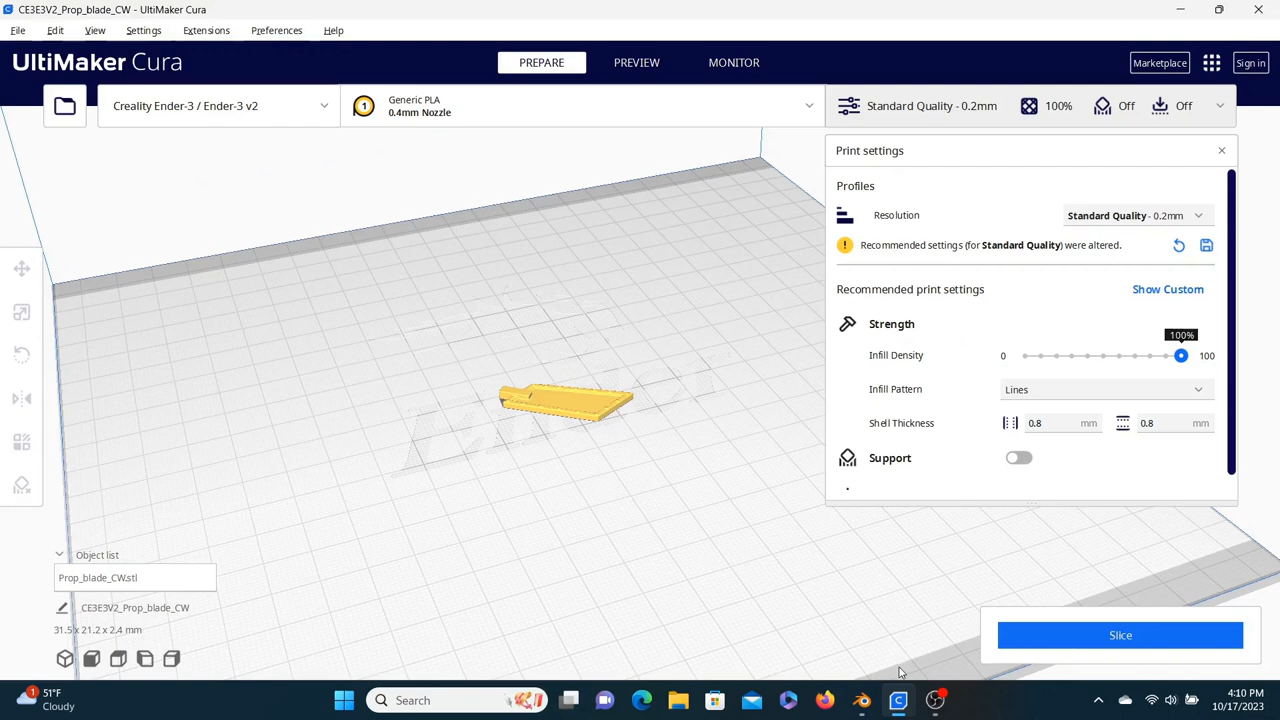 CE3E3V2_Prop_blade_CW - UltiMaker Cura
File Edit View Settings Extensions Preferences Help
UltiMaker Cura
PREPARE
PREVIEW
MONITOR
Marketplace
Sign in
Creality Ender-3 / Ender-3 v2
1
Generic PLA
0.4mm Nozzle
Standard Quality - 0.2mm
100%
Off
Off
Print settings
Profiles
Resolution
Standard Quality - 0.2mm
Recommended settings (for Standard Quality) were altered.
Recommended print settings
Show Custom
Strength
100%
Infill Density
0
100
Infill Pattern
Lines
Shell Thickness
0.8 mm
0.8 mm
Support
Object list
Prop_blade_CW.stl
CE3E3V2_Prop_blade_CW
31.5 x 21.2 x 2.4 mm
Slice
1
51°F
Cloudy
Search
4:10 PM
10/17/2023